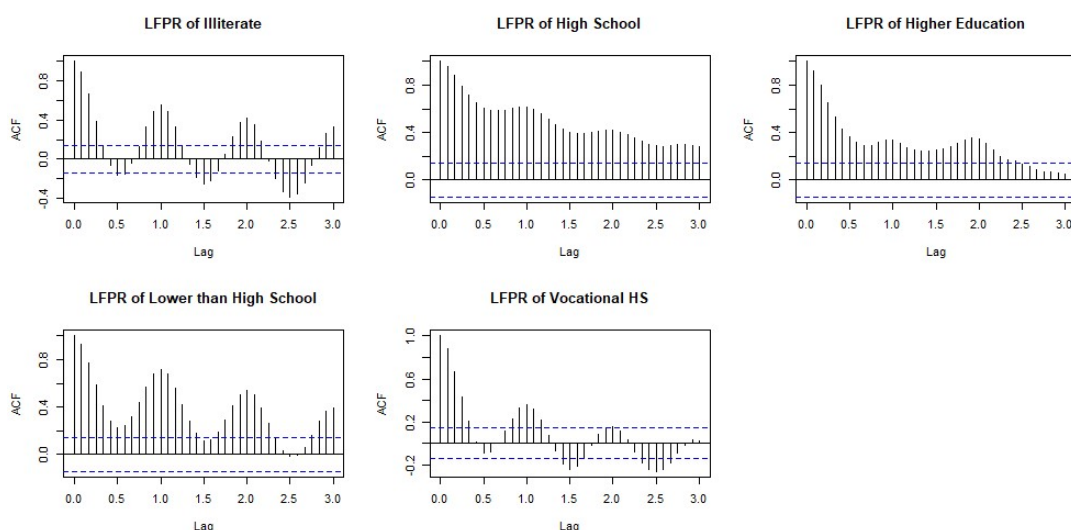 LFPR of Illiterate
ACF
0.8
0.4
0.0
-0.4
0.0 0.5 1.0 1.5 2.0 2.5 3.0
Lag
LFPR of High School
ACF
0.8
0.4
0.0
0.0 0.5 1.0 1.5 2.0 2.5 3.0
Lag
LFPR of Higher Education
ACF
0.8
0.4
0.0
0.0 0.5 1.0 1.5 2.0 2.5 3.0
Lag
LFPR of Lower than High School
ACF
0.8
0.4
0.0
0.0 0.5 1.0 1.5 2.0 2.5 3.0
Lag
LFPR of Vocational HS
ACF
1.0
0.6
0.2
-0.2
0.0 0.5 1.0 1.5 2.0 2.5 3.0
Lag